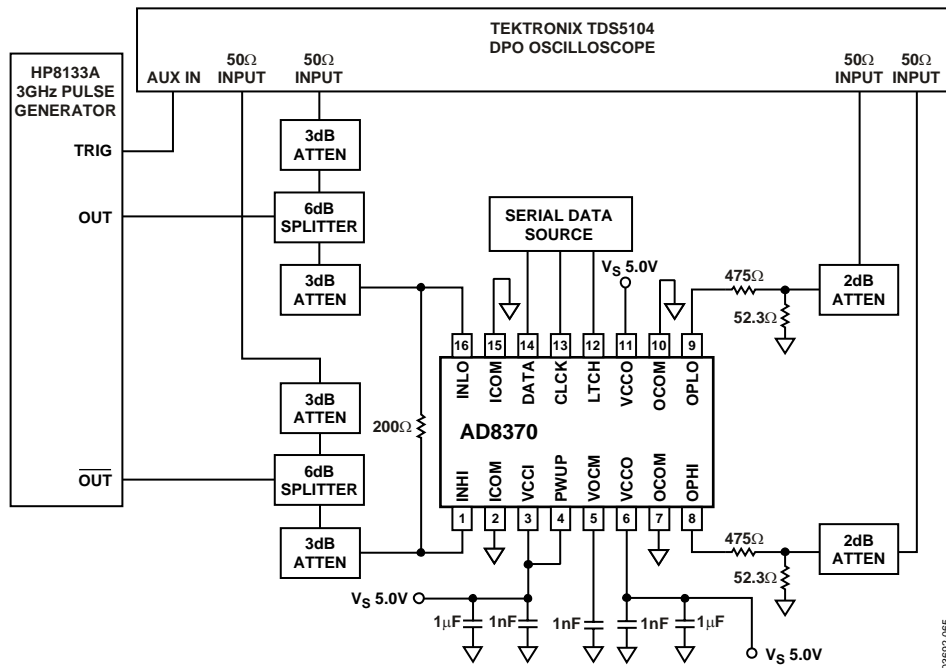 TEKTRONIX TDS5104
DPO OSCILLOSCOPE
AUX IN
50Ω
INPUT
50Ω
INPUT
50Ω
INPUT
50Ω
INPUT
HP8133A
3GHz PULSE
GENERATOR
TRIG
OUT
OUT
3dB
ATTEN
6dB
SPLITTER
3dB
ATTEN
3dB
ATTEN
6dB
SPLITTER
3dB
ATTEN
200Ω
SERIAL DATA
SOURCE
VS 5.0V
475Ω
52.3Ω
2dB
ATTEN
16 15 14 13 12 11 10 9
INLO ICOM DATA CLCK LTCH VCCO OCOM OPLO
AD8370
INHI ICOM VCCI PWUP VOCM VCCO OCOM OPHI
1 2 3 4 5 6 7 8
475Ω
52.3Ω
2dB
ATTEN
VS 5.0V
1μF 1nF 1nF 1nF 1μF
VS 5.0V
03692-065